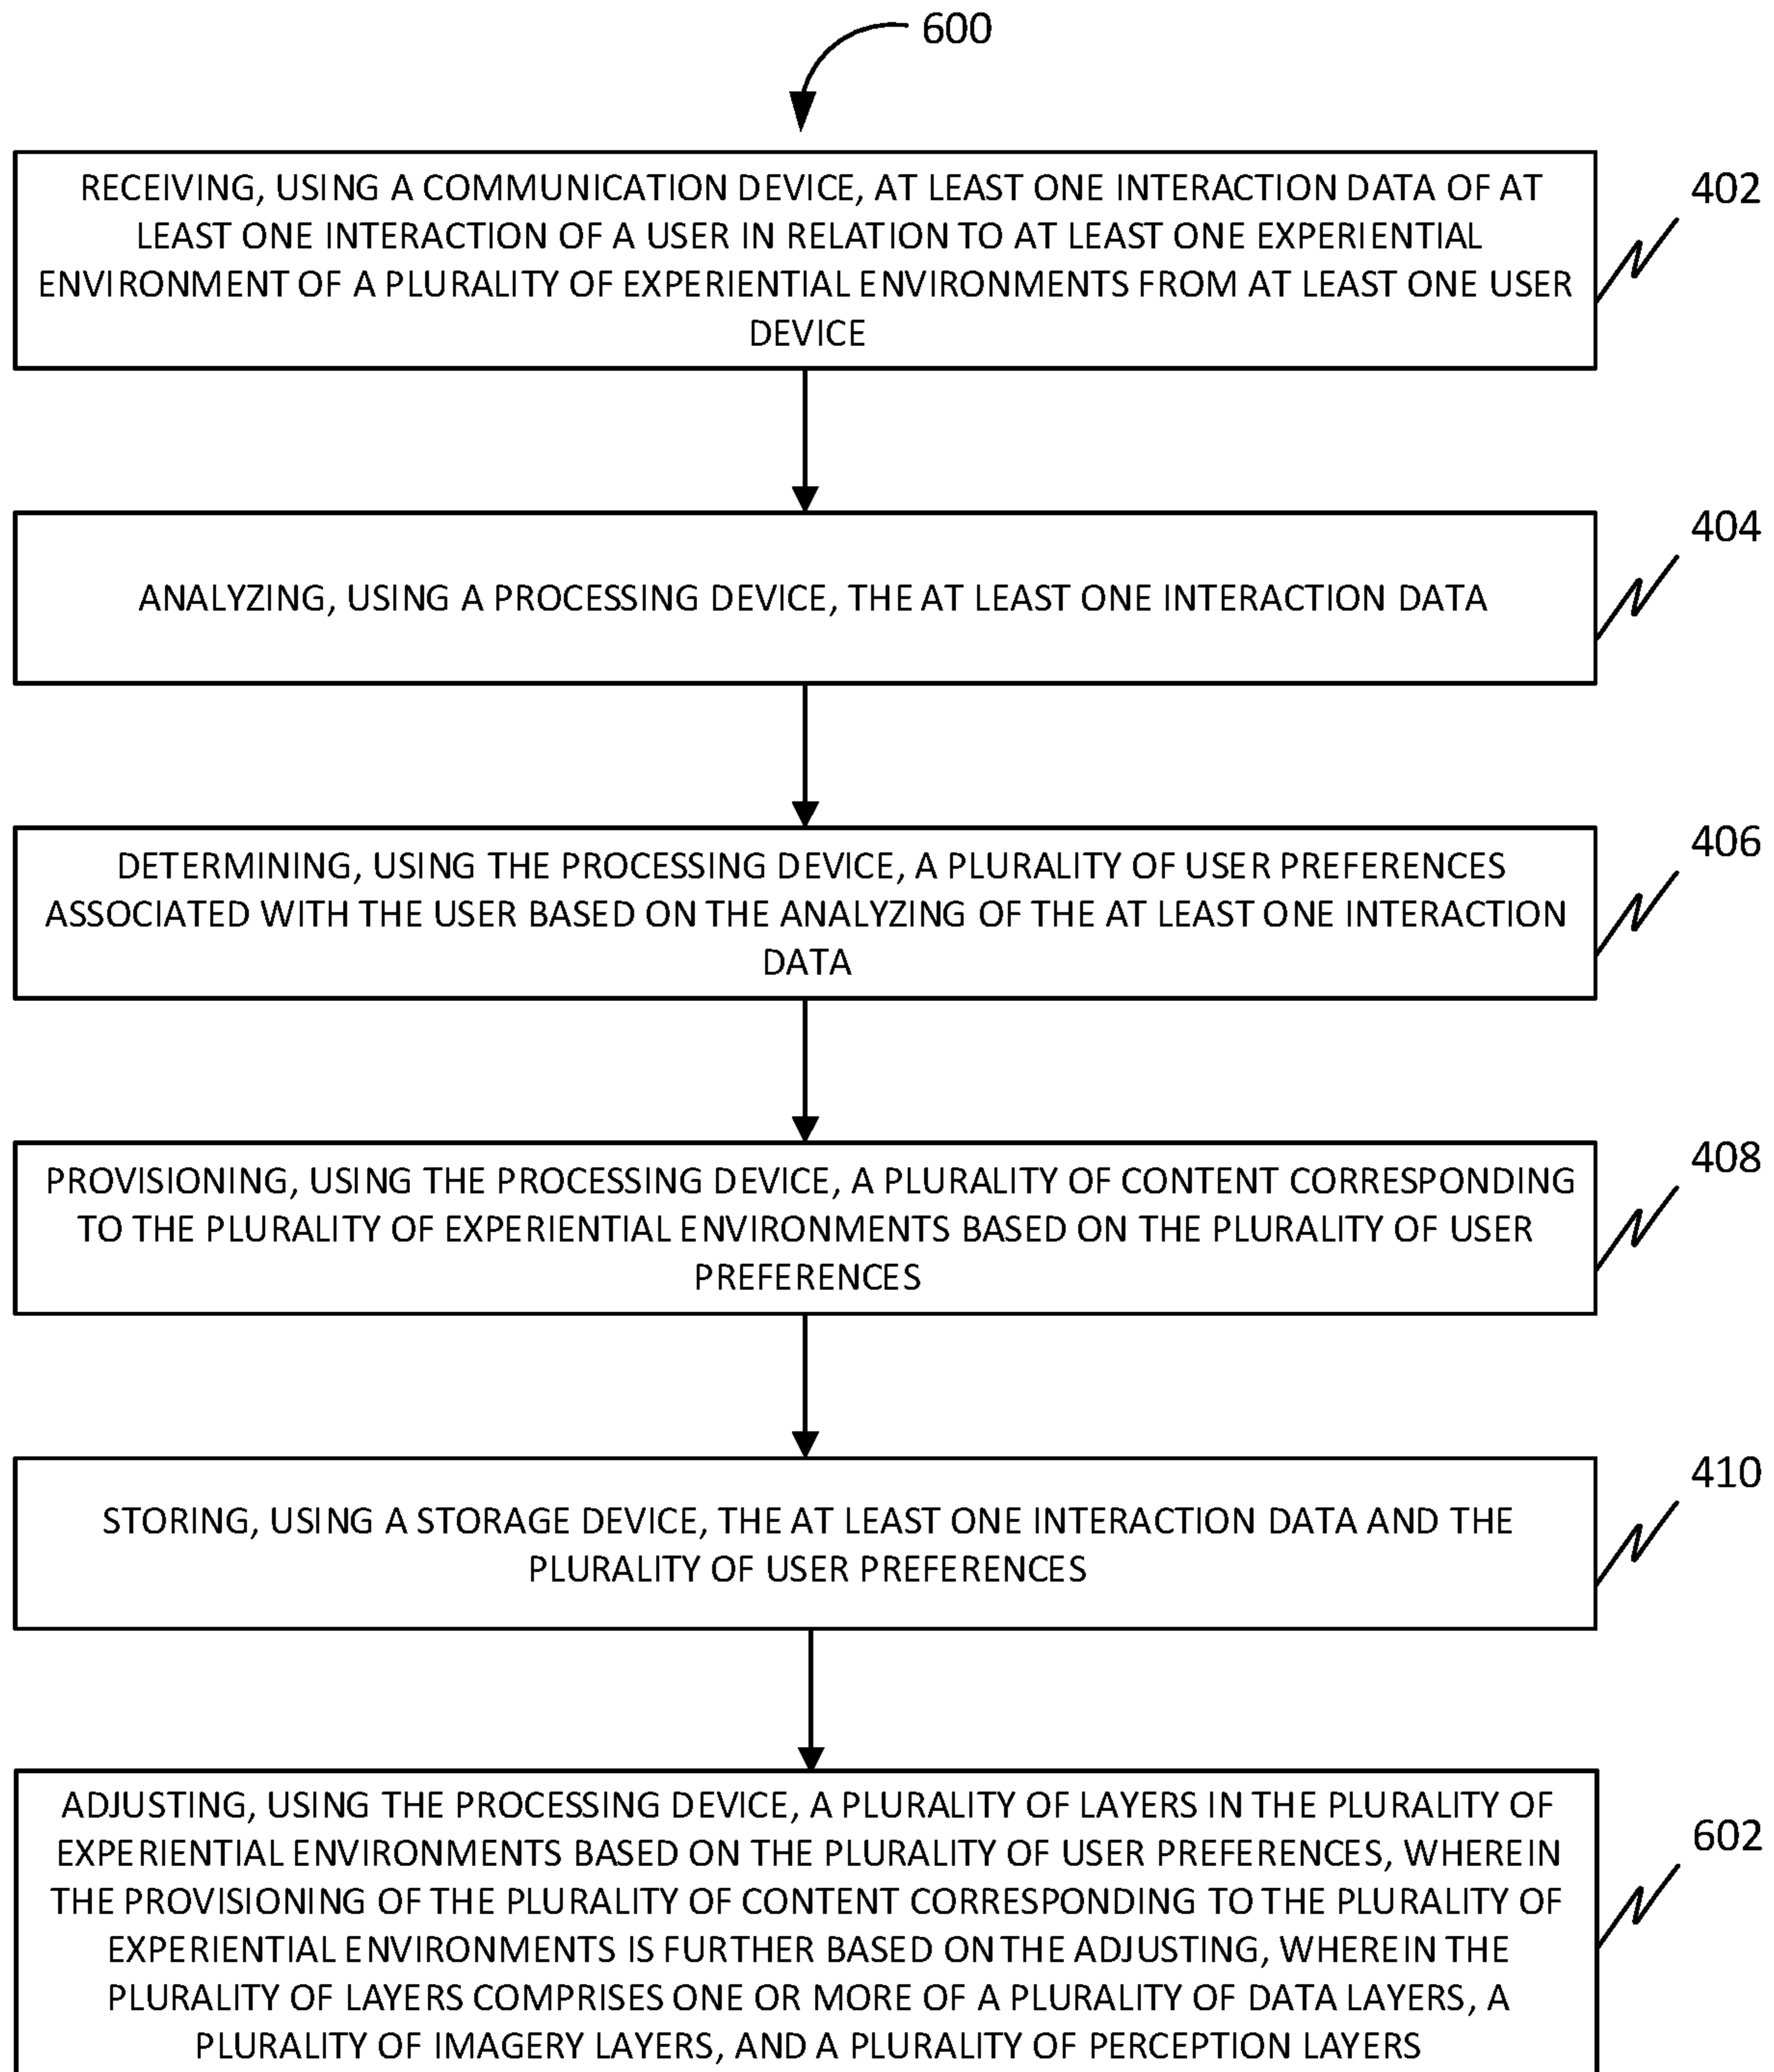 600
RECEIVING, USING A COMMUNICATION DEVICE, AT LEAST ONE INTERACTION DATA OF AT
LEAST ONE INTERACTION OF A USER IN RELATION TO AT LEAST ONE EXPERIENTIAL
ENVIRONMENT OF A PLURALITY OF EXPERIENTIAL ENVIRONMENTS FROM AT LEAST ONE USER
DEVICE
402
ANALYZING, USING A PROCESSING DEVICE, THE AT LEAST ONE INTERACTION DATA
404
DETERMINING, USING THE PROCESSING DEVICE, A PLURALITY OF USER PREFERENCES
ASSOCIATED WITH THE USER BASED ON THE ANALYZING OF THE AT LEAST ONE INTERACTION
DATA
406
PROVISIONING, USING THE PROCESSING DEVICE, A PLURALITY OF CONTENT CORRESPONDING
TO THE PLURALITY OF EXPERIENTIAL ENVIRONMENTS BASED ON THE PLURALITY OF USER
PREFERENCES
408
STORING, USING A STORAGE DEVICE, THE AT LEAST ONE INTERACTION DATA AND THE
PLURALITY OF USER PREFERENCES
410
ADJUSTING, USING THE PROCESSING DEVICE, A PLURALITY OF LAYERS IN THE PLURALITY OF
EXPERIENTIAL ENVIRONMENTS BASED ON THE PLURALITY OF USER PREFERENCES, WHEREIN
THE PROVISIONING OF THE PLURALITY OF CONTENT CORRESPONDING TO THE PLURALITY OF
EXPERIENTIAL ENVIRONMENTS IS FURTHER BASED ON THE ADJUSTING, WHEREIN THE
PLURALITY OF LAYERS COMPRISES ONE OR MORE OF A PLURALITY OF DATA LAYERS, A
PLURALITY OF IMAGERY LAYERS, AND A PLURALITY OF PERCEPTION LAYERS
602